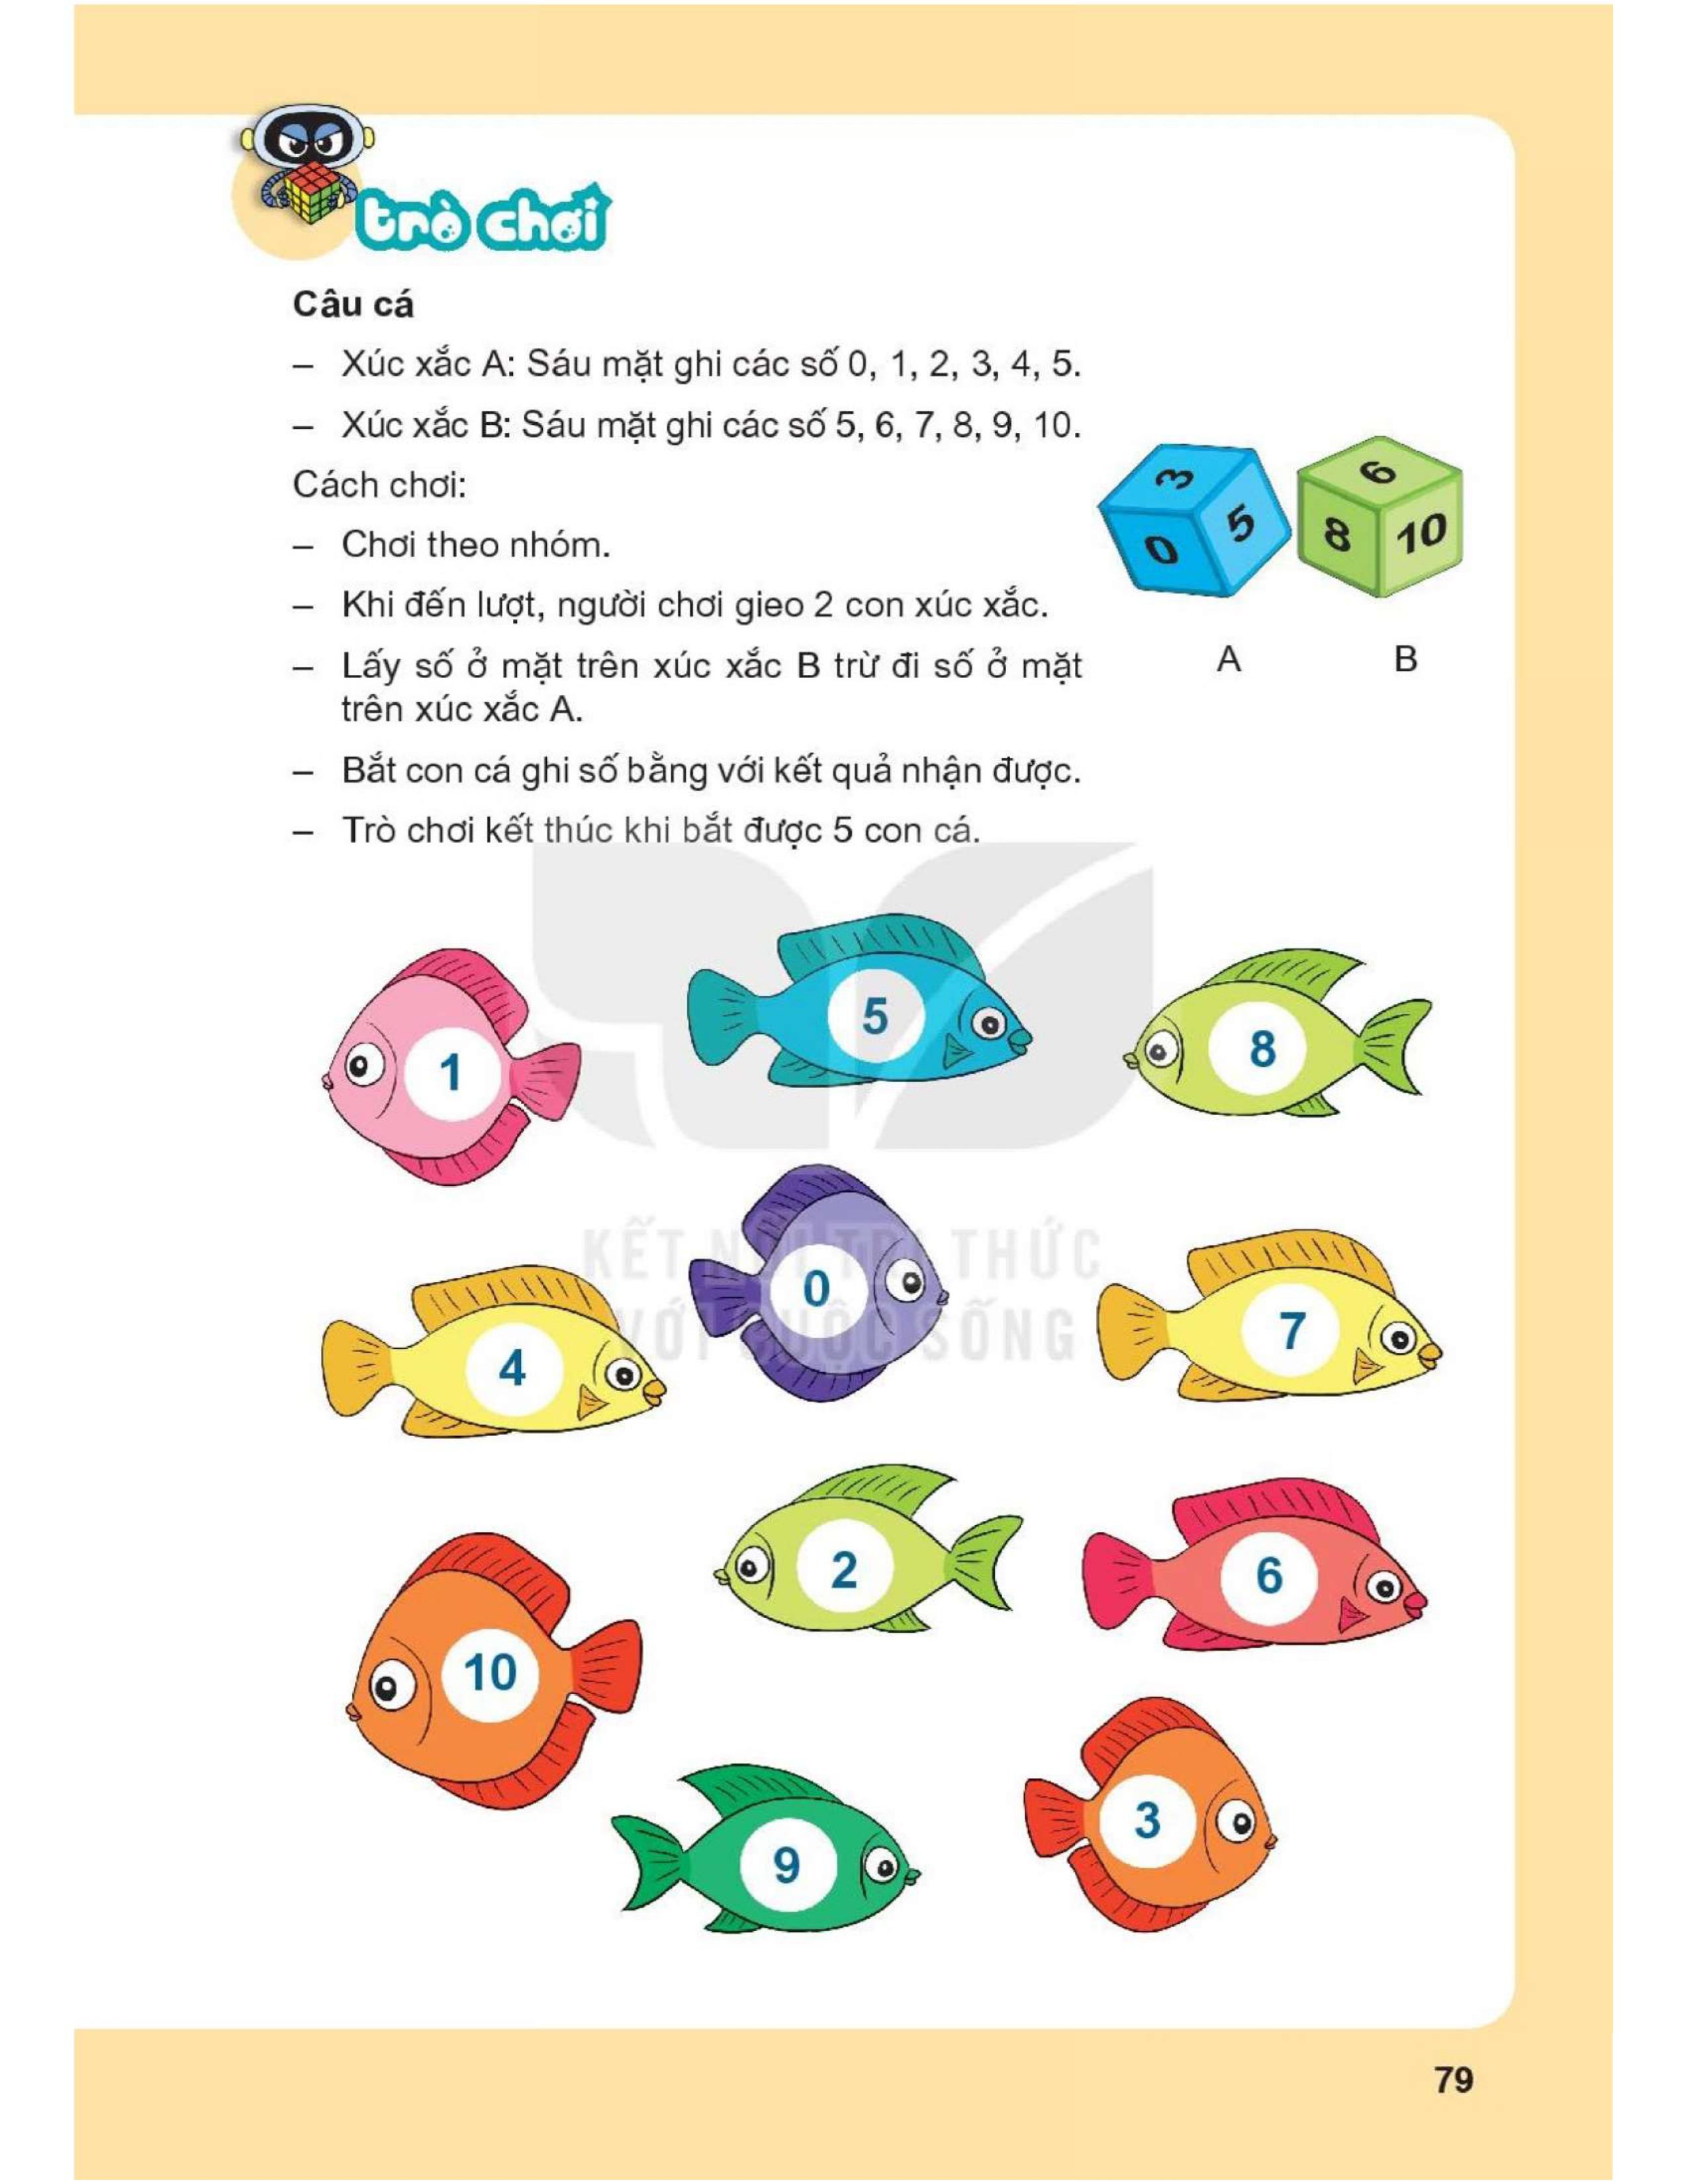 trò chơi
Câu cá
– Xúc xắc A: Sáu mặt ghi các số 0, 1, 2, 3, 4, 5.
– Xúc xắc B: Sáu mặt ghi các số 5, 6, 7, 8, 9, 10.
Cách chơi:
– Chơi theo nhóm.
– Khi đến lượt, người chơi gieo 2 con xúc xắc.
– Lấy số ở mặt trên xúc xắc B trừ đi số ở mặt
trên xúc xắc A.
– Bắt con cá ghi số bằng với kết quả nhận được.
– Trò chơi kết thúc khi bắt được 5 con cá.
3
0 5
6
8 10
A B
1
5
8
KẾT NỐI TRI THỨC
VỚI CUỘC SỐNG
0
4
7
2
6
10
9
3
79